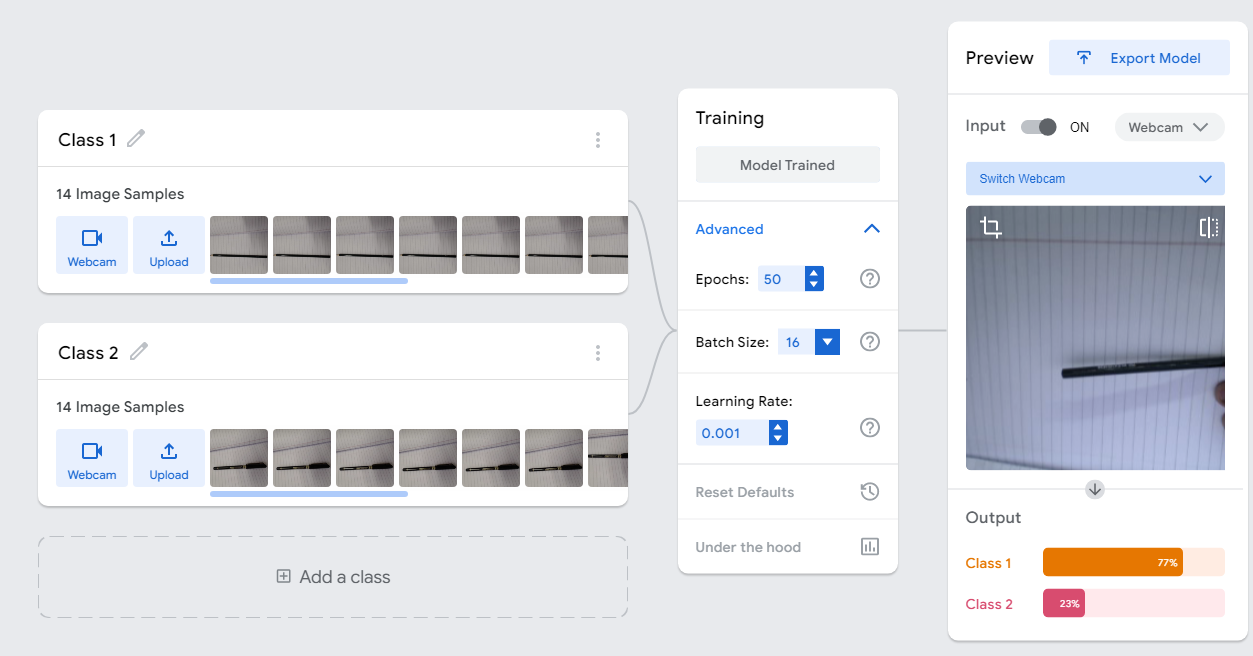 Class 1
14 Image Samples
Webcam
Upload
Class 2
14 Image Samples
Webcam
Upload
Add a class
Training
Model Trained
Advanced
Epochs: 50
Batch Size: 16
Learning Rate:
0.001
Reset Defaults
Under the hood
Preview
Export Model
Input ON Webcam
Switch Webcam
Output
Class 1 77%
Class 2 23%